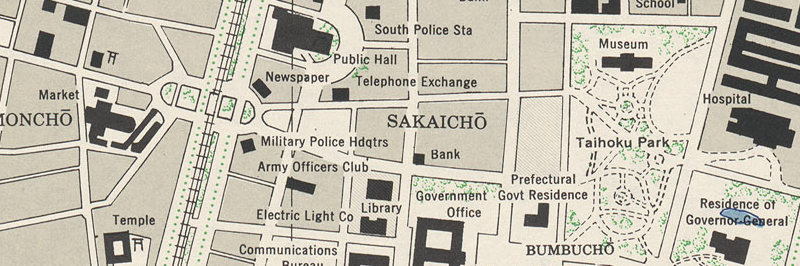 School
South Police Sta
Museum
Public Hall
Newspaper
Telephone Exchange
Market
Hospital
MONCHŌ
SAKAICHŌ
Military Police Hdqtrs
Taihoku Park
Bank
Army Officers Club
Prefectural
Govt Residence
Government
Office
Library
Residence of
Governor-General
Electric Light Co
Temple
Communications
Bureau
BUMBUCHŌ